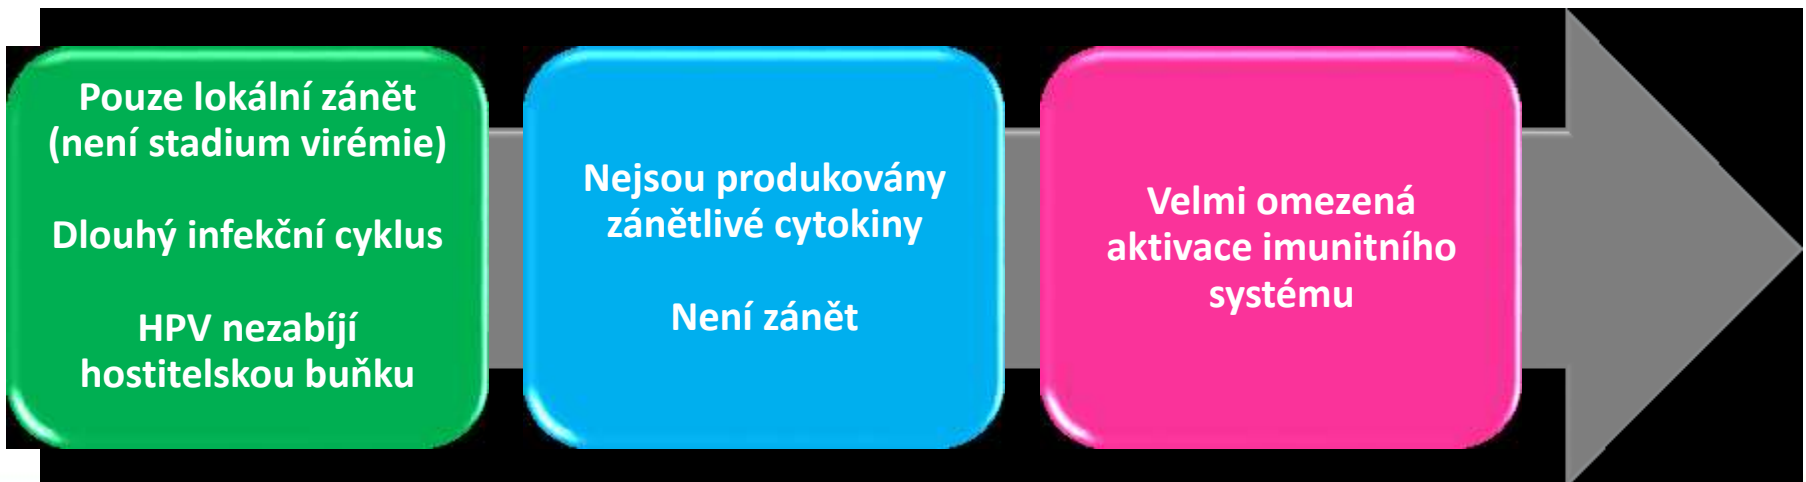 Pouze lokální zánět
(není stadium virémie)
Dlouhý infekční cyklus
HPV nezabíjí
hostitelskou buňku
Nejsou produkovány
zánětlivé cytokiny
Není zánět
Velmi omezená
aktivace imunitního
systému